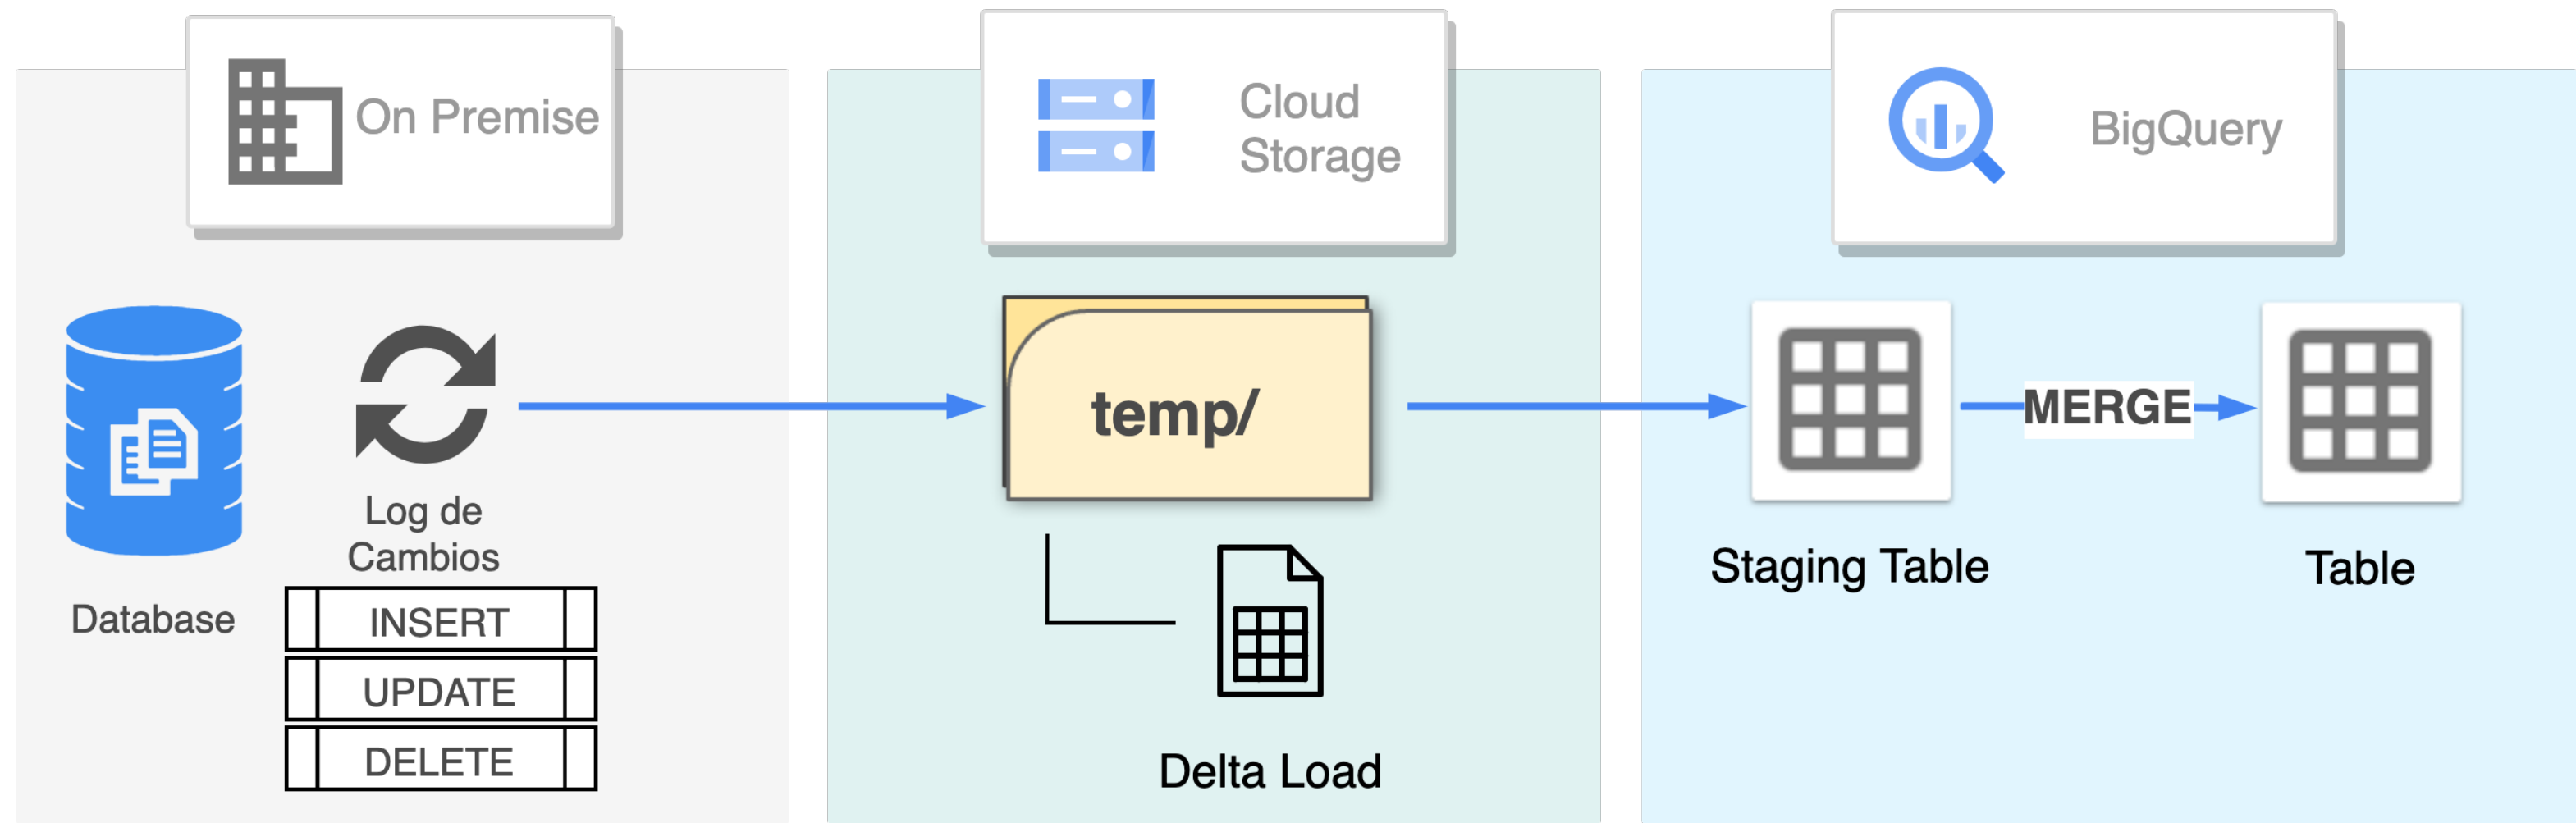 On Premise
Cloud
Storage
BigQuery
Database
Log de
Cambios
INSERT
UPDATE
DELETE
temp/
Delta Load
Staging Table
MERGE
Table